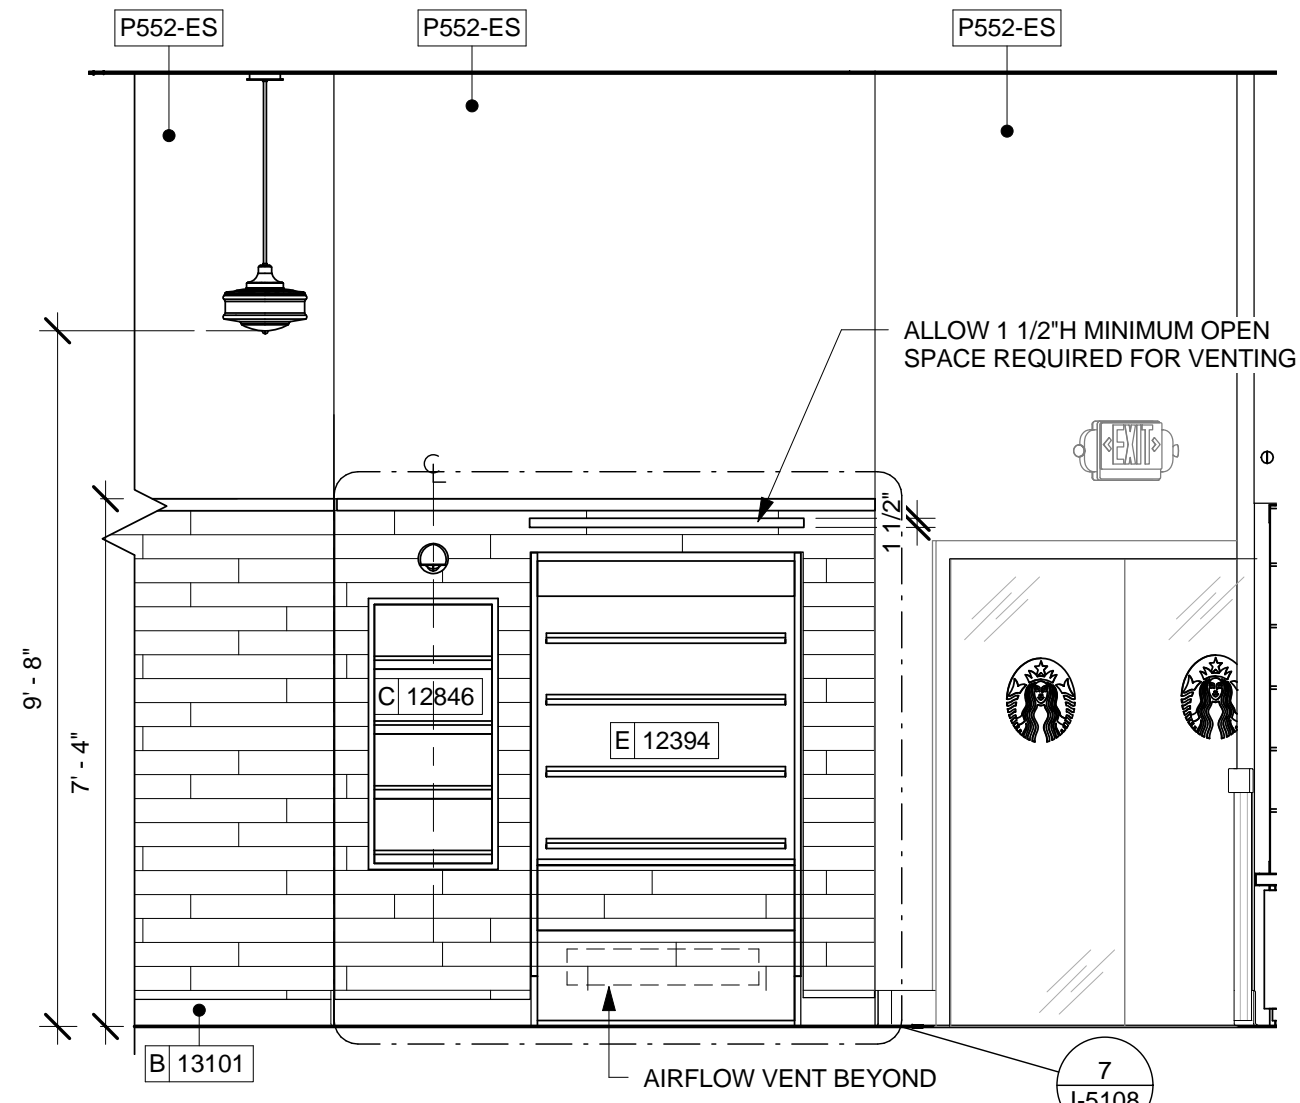 P552-ES
P552-ES
P552-ES
ALLOW 1 1/2"H MINIMUM OPEN
SPACE REQUIRED FOR VENTING
EXIT
℄
1 1/2"
9' - 8"
7' - 4"
C 12846
E 12394
B 13101
AIRFLOW VENT BEYOND
7
I-5108